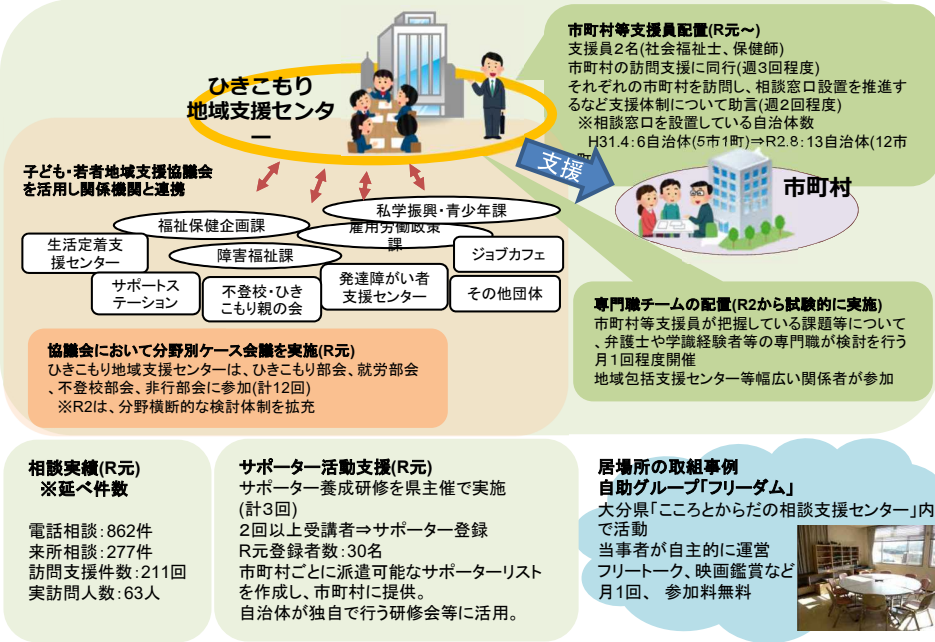 ひきこもり
地域支援センタ
ー
市町村等支援員配置(R元～)
支援員2名(社会福祉士、保健師)
市町村の訪問支援に同行(週3回程度)
それぞれの市町村を訪問し、相談窓口設置を推進す
るなど支援体制について助言(週2回程度)
※相談窓口を設置している自治体数
H31.4:6自治体(5市1町)⇒R2.8:13自治体(12市
支援
市町村
子ども・若者地域支援協議会
を活用し関係機関と連携
私学振興・青少年課
福祉保健企画課
雇用労働政策
課
生活定着支
援センター
障害福祉課
ジョブカフェ
サポートス
テーション
不登校・ひき
こもり親の会
発達障がい者
支援センター
その他団体
専門職チームの配置(R2から試験的に実施)
市町村等支援員が把握している課題等について
、弁護士や学識経験者等の専門職が検討を行う
月1回程度開催
地域包括支援センター等幅広い関係者が参加
協議会において分野別ケース会議を実施(R元)
ひきこもり地域支援センターは、ひきこもり部会、就労部会
、不登校部会、非行部会に参加(計12回)
※R2は、分野横断的な検討体制を拡充
相談実績(R元)
※延べ件数
電話相談:862件
来所相談:277件
訪問支援件数:211回
実訪問人数:63人
サポーター活動支援(R元)
サポーター養成研修を県主催で実施
(計3回)
2回以上受講者⇒サポーター登録
R元登録者数:30名
市町村ごとに派遣可能なサポーターリスト
を作成し、市町村に提供。
自治体が独自で行う研修会等に活用。
居場所の取組事例
自助グループ「フリーダム」
大分県「こころとからだの相談支援センター」内
で活動
当事者が自主的に運営
フリートーク、映画鑑賞など
月1回、 参加料無料